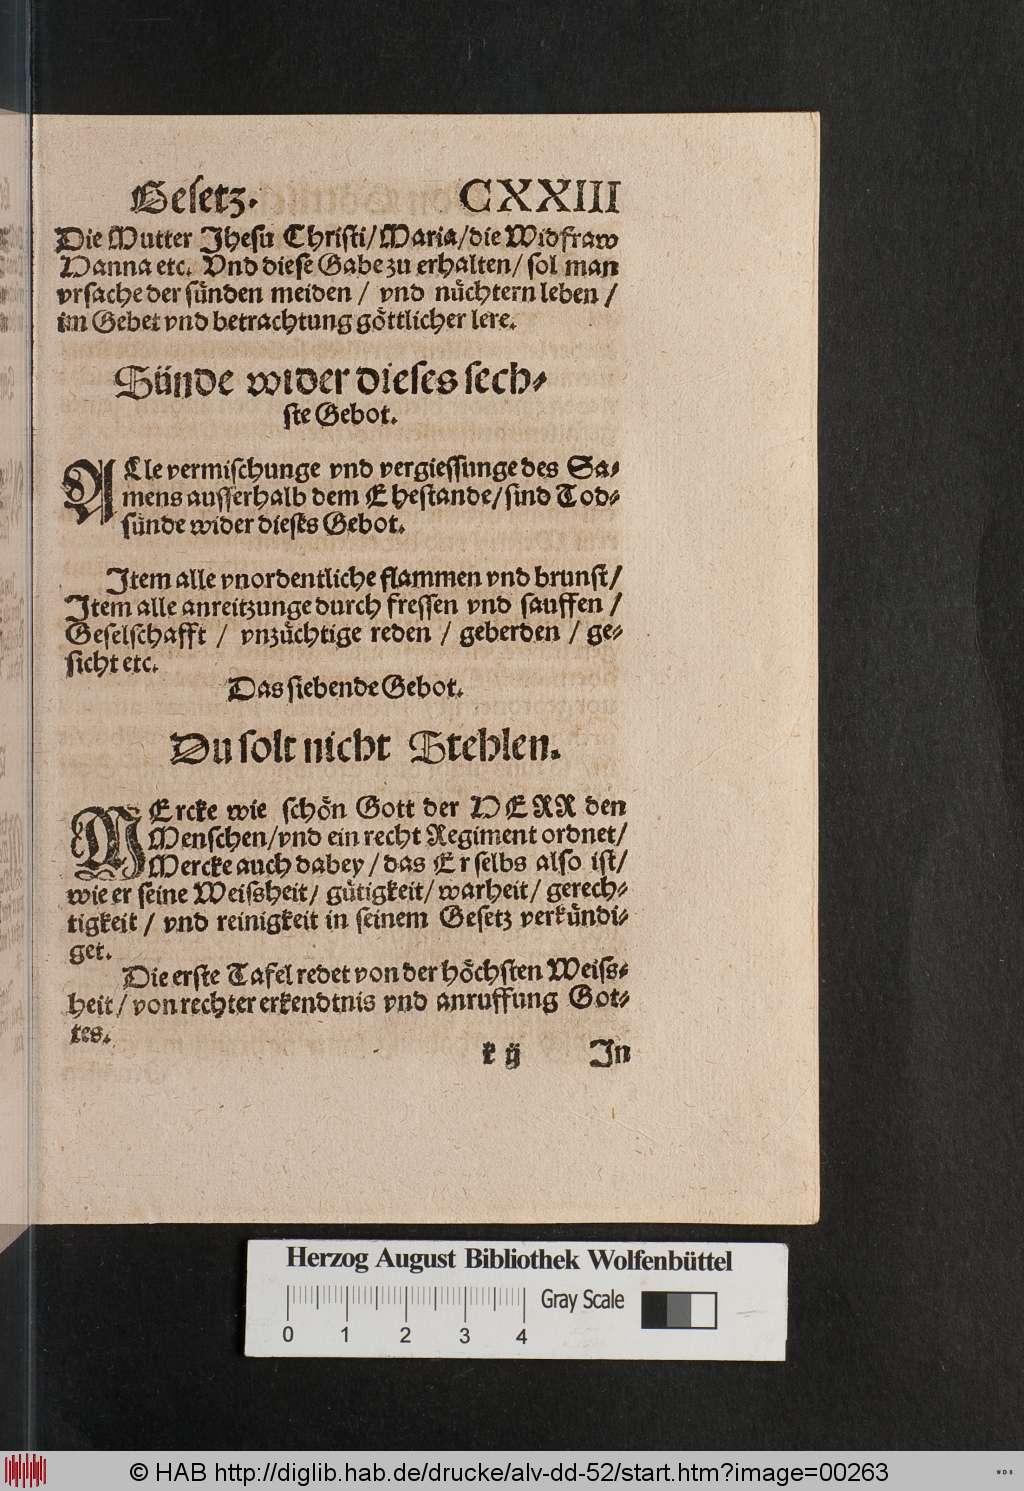 Gesetz. CXXIII
Die Mutter Jhesu Christi/Maria/die Widfraw
Hanna etc. Vnd diese Gabe zu erhalten/ sol man
vrsache der sünden meiden / vnd nüchtern leben /
im Gebet vnd betrachtung göttlicher lere.
Sünde wider dieses sech-
ste Gebot.
ALle vermischunge vnd vergiessunge des Sa-
mens ausserhalb dem Ehestande/sind Tod-
sünde wider dieses Gebot.
Jtem alle vnordentliche flammen vnd brunst/
Jtem alle anreitzunge durch fressen vnd sauffen /
Geselschafft / vnzüchtige reden / geberden / ge-
sicht etc.
Das siebende Gebot.
Du solt nicht Stehlen.
MErcke wie schön Gott der HERR den
Menschen/vnd ein recht Regiment ordnet/
Mercke auch dabey / das Er selbs also ist/
wie er seine Weissheit/ gütigkeit/ warheit/ gerech-
tigkeit / vnd reinigkeit in seinem Gesetz verkündi-
get.
Die erste Tafel redet von der höchsten Weiss-
heit/ von rechter erkendtnis vnd anruffung Got-
tes.
k ij Jn
Herzog August Bibliothek Wolfenbüttel
Gray Scale
0 1 2 3 4
© HAB http://diglib.hab.de/drucke/alv-dd-52/start.htm?image=00263